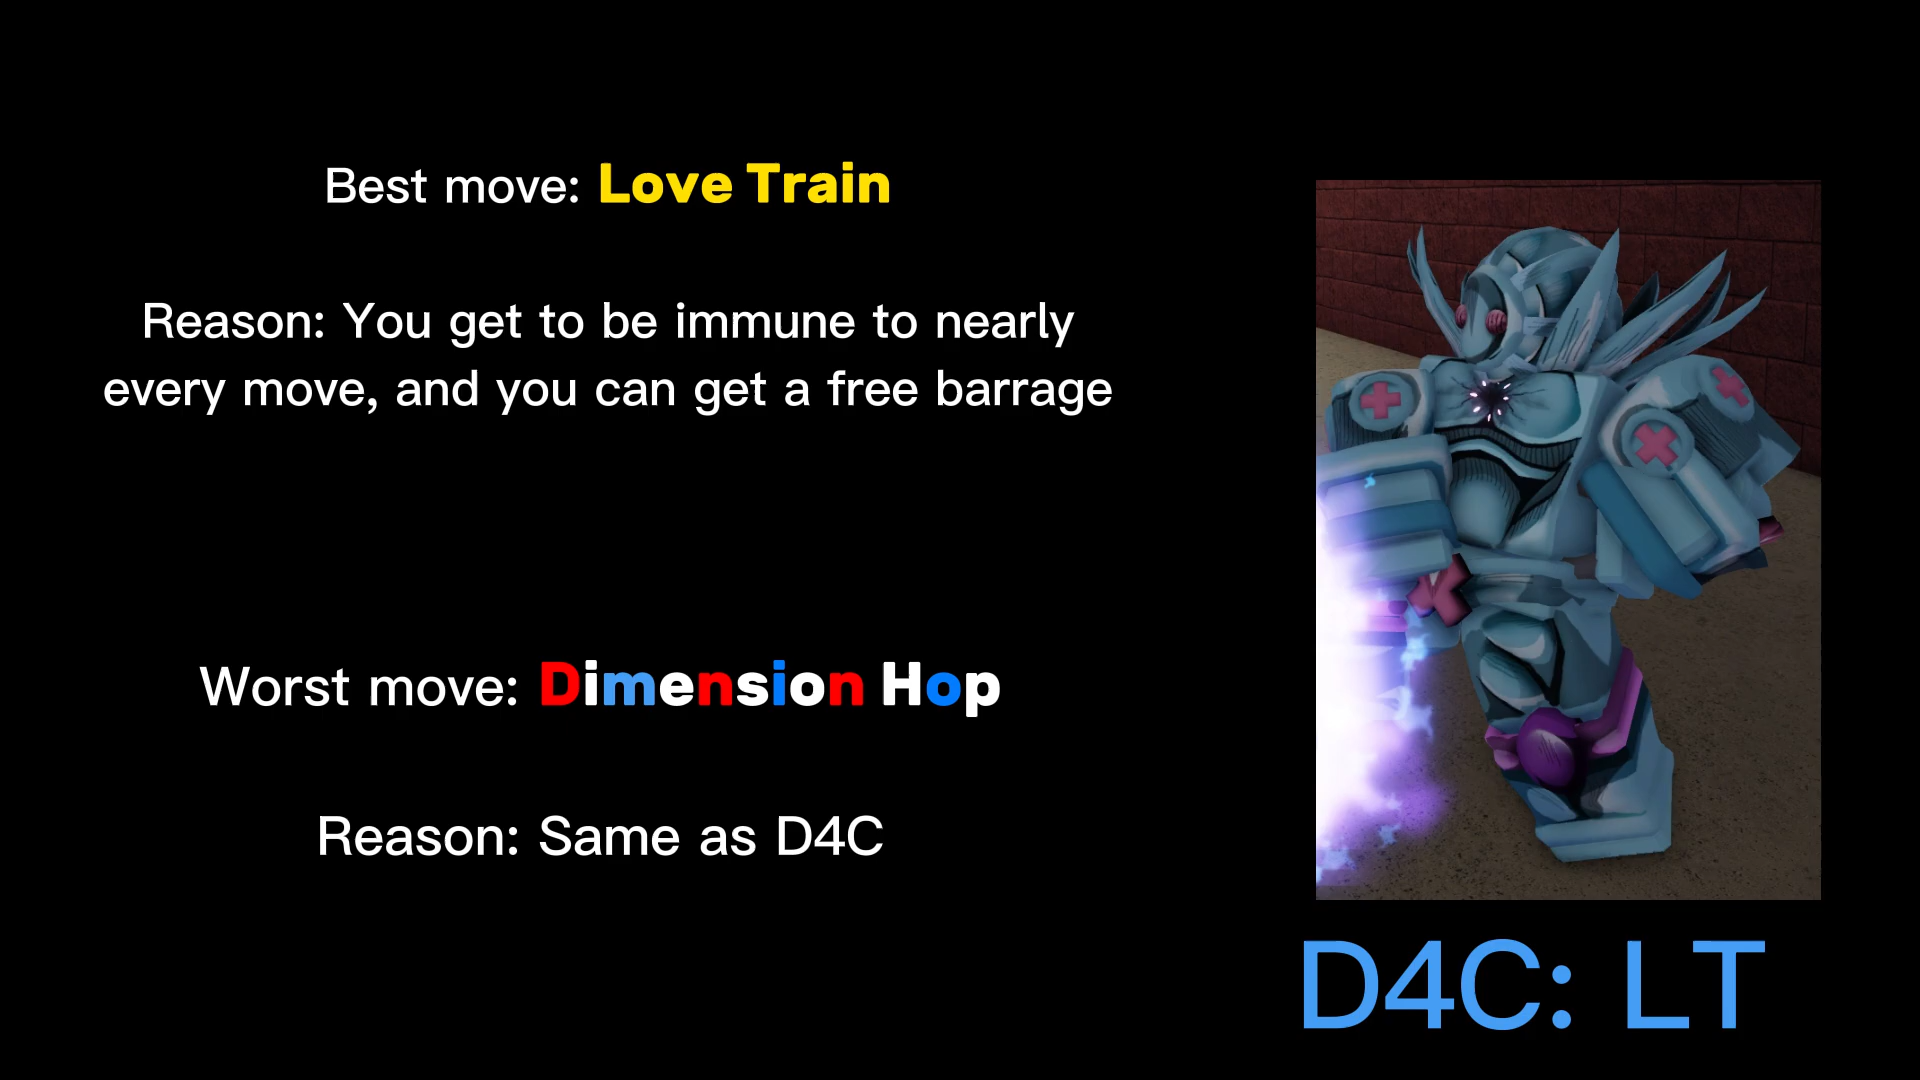 Best move: Love Train
Reason: You get to be immune to nearly
every move, and you can get a free barrage
Worst move: Dimension Hop
Reason: Same as D4C
D4C: LT